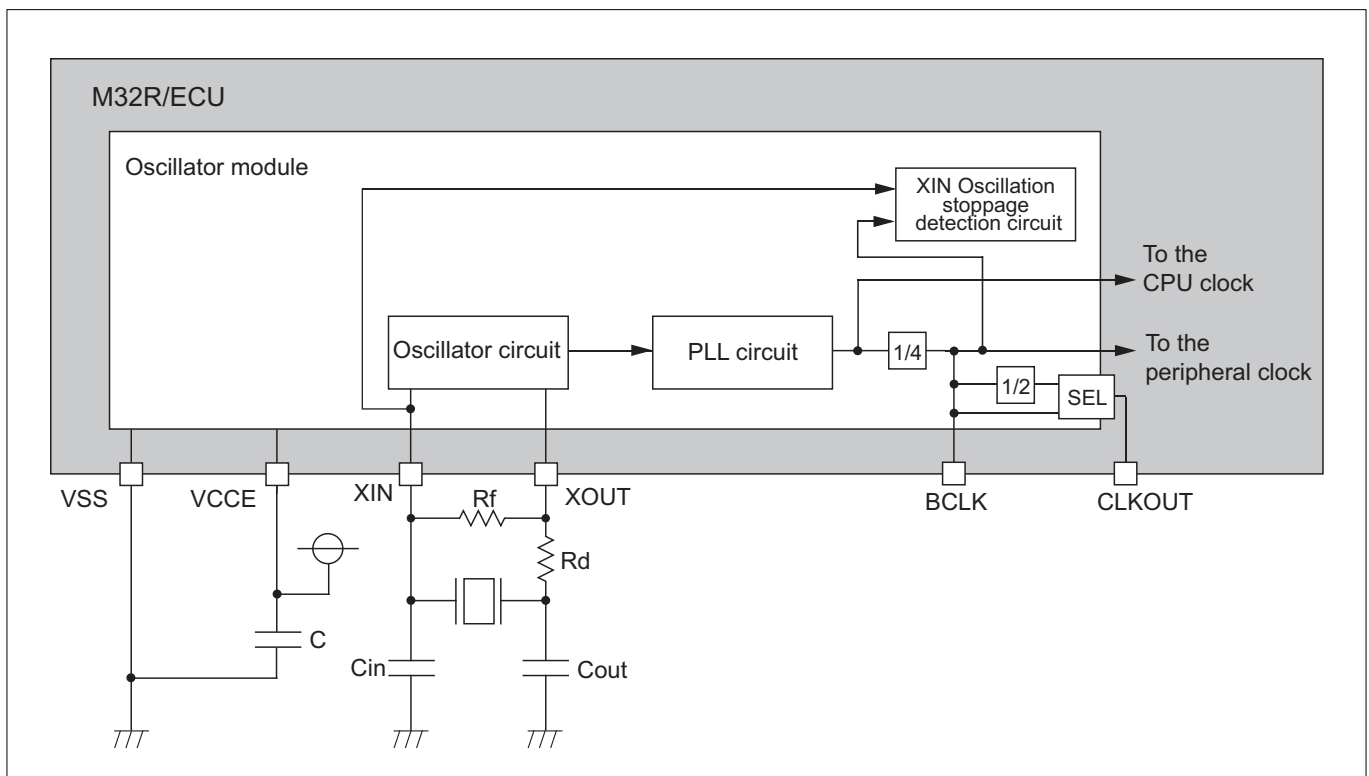 M32R/ECU
Oscillator module
XIN Oscillation
stoppage
detection circuit
To the
CPU clock
Oscillator circuit
PLL circuit
1/4
To the
peripheral clock
1/2
SEL
VSS
VCCE
XIN
XOUT
BCLK
CLKOUT
Rf
Rd
C
Cin
Cout